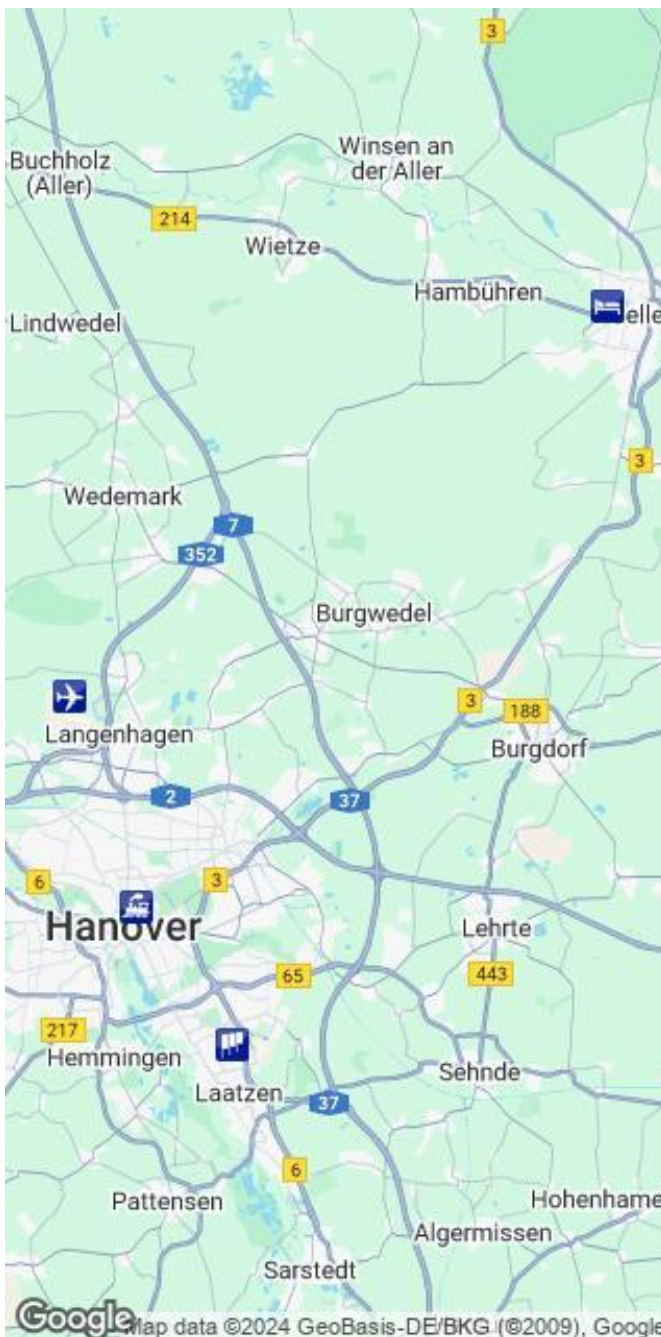 3
Winsen an
der Aller
Buchholz
(Aller)
214
Wietze
Hambühren
elle
Lindwedel
3
Wedemark
7
352
Burgwedel
3
188
Langenhagen
Burgdorf
2
37
6
3
Hanover
Lehrte
65
443
217
Hemmingen
Sehnde
Laatzen
37
6
Pattensen
Hohenhame
Algermissen
Sarstedt
Google
Map data ©2024 GeoBasis-DE/BKG (©2009), Google